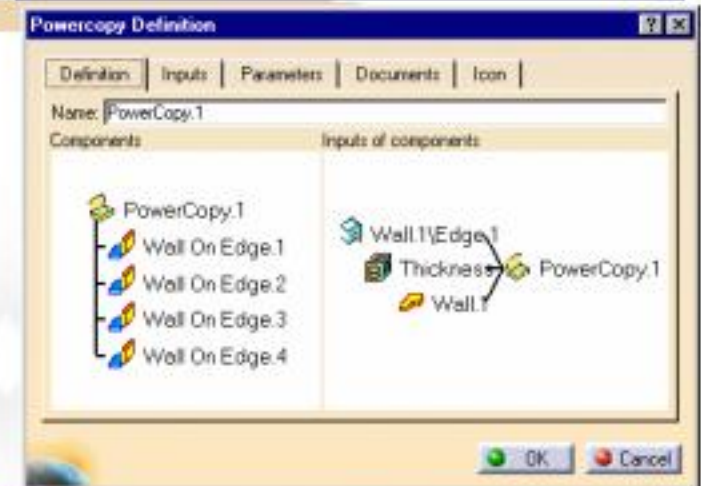 Powercopy Definition
Definition Inputs Parameters Documents Icon
Name: PowerCopy.1
Components
PowerCopy.1
Wall On Edge.1
Wall On Edge.2
Wall On Edge.3
Wall On Edge.4
Inputs of components
Wall.1\Edge.1
Thickness
Wall.1
PowerCopy.1
OK Cancel